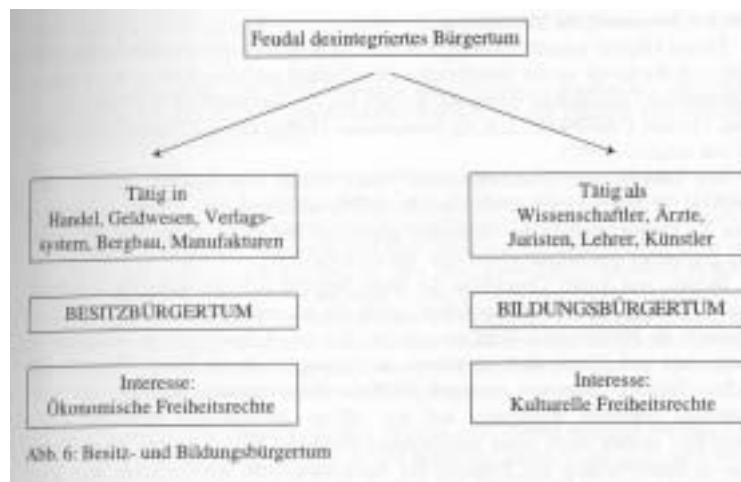 Feudal desintegriertes Bürgertum
Tätig in
Handel, Geldwesen, Verlags-
system, Bergbau, Manufakturen
Tätig als
Wissenschaftler, Ärzte,
Juristen, Lehrer, Künstler
BESITZBÜRGERTUM
BILDUNGSBÜRGERTUM
Interesse:
Ökonomische Freiheitsrechte
Interesse:
Kulturelle Freiheitsrechte
Abb. 6: Besitz- und Bildungsbürgertum